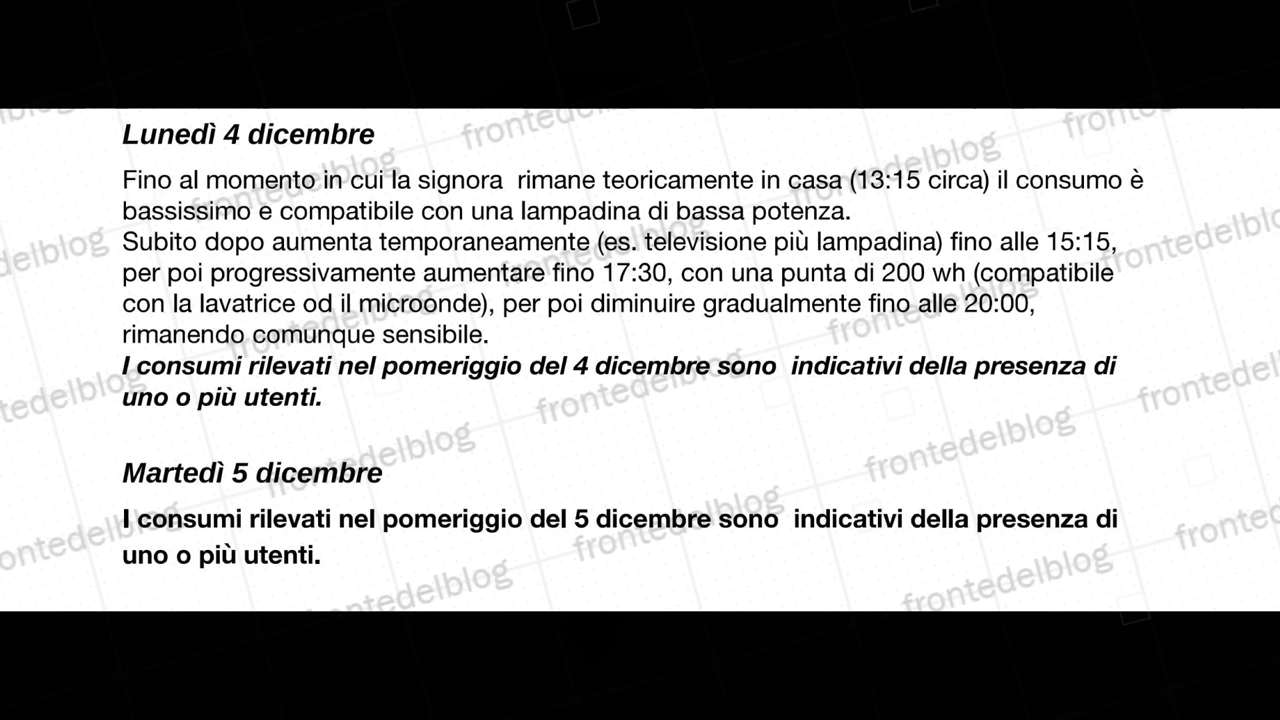 Lunedì 4 dicembre
Fino al momento in cui la signora rimane teoricamente in casa (13:15 circa) il consumo è
bassissimo e compatibile con una lampadina di bassa potenza.
Subito dopo aumenta temporaneamente (es. televisione più lampadina) fino alle 15:15,
per poi progressivamente aumentare fino 17:30, con una punta di 200 wh (compatibile
con la lavatrice od il microonde), per poi diminuire gradualmente fino alle 20:00,
rimanendo comunque sensibile.
I consumi rilevati nel pomeriggio del 4 dicembre sono indicativi della presenza di
uno o più utenti.
Martedì 5 dicembre
I consumi rilevati nel pomeriggio del 5 dicembre sono indicativi della presenza di
uno o più utenti.
frontedelblog